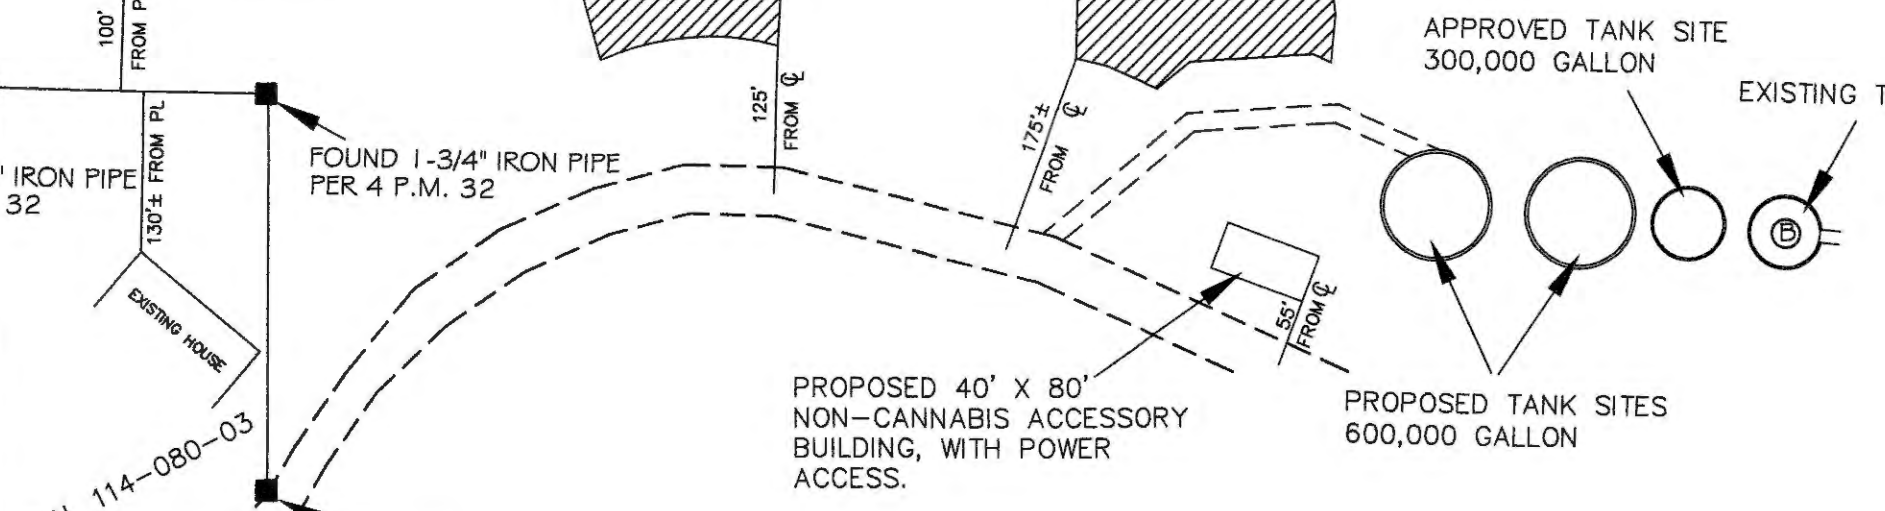 100'
FROM P
130'± FROM PL
' IRON PIPE
32
FOUND 1-3/4" IRON PIPE
PER 4 P.M. 32
EXISTING HOUSE
114-080-03
125'
FROM ℄
175'±
FROM ℄
APPROVED TANK SITE
300,000 GALLON
EXISTING T
B
55'
FROM ℄
PROPOSED 40' X 80'
NON-CANNABIS ACCESSORY
BUILDING, WITH POWER
ACCESS.
PROPOSED TANK SITES
600,000 GALLON